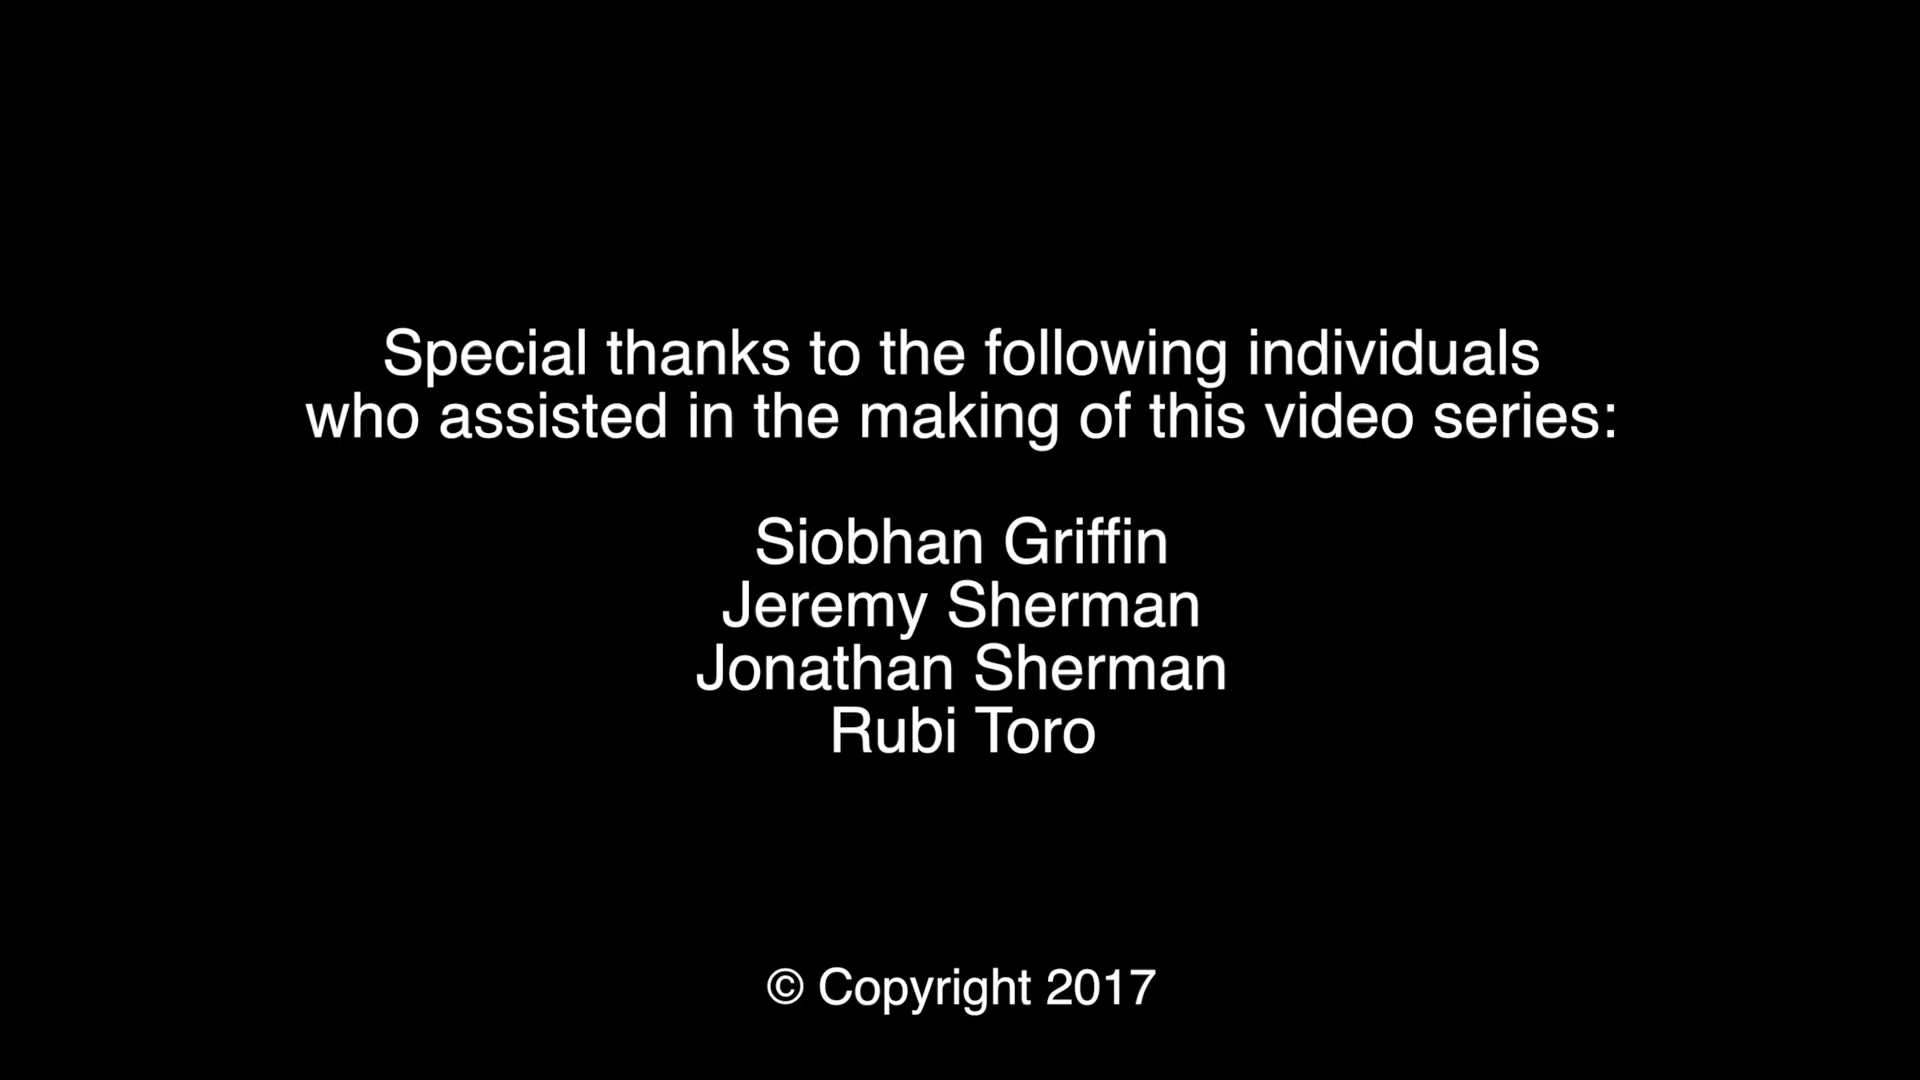 Special thanks to the following individuals
who assisted in the making of this video series:
Siobhan Griffin
Jeremy Sherman
Jonathan Sherman
Rubi Toro
© Copyright 2017